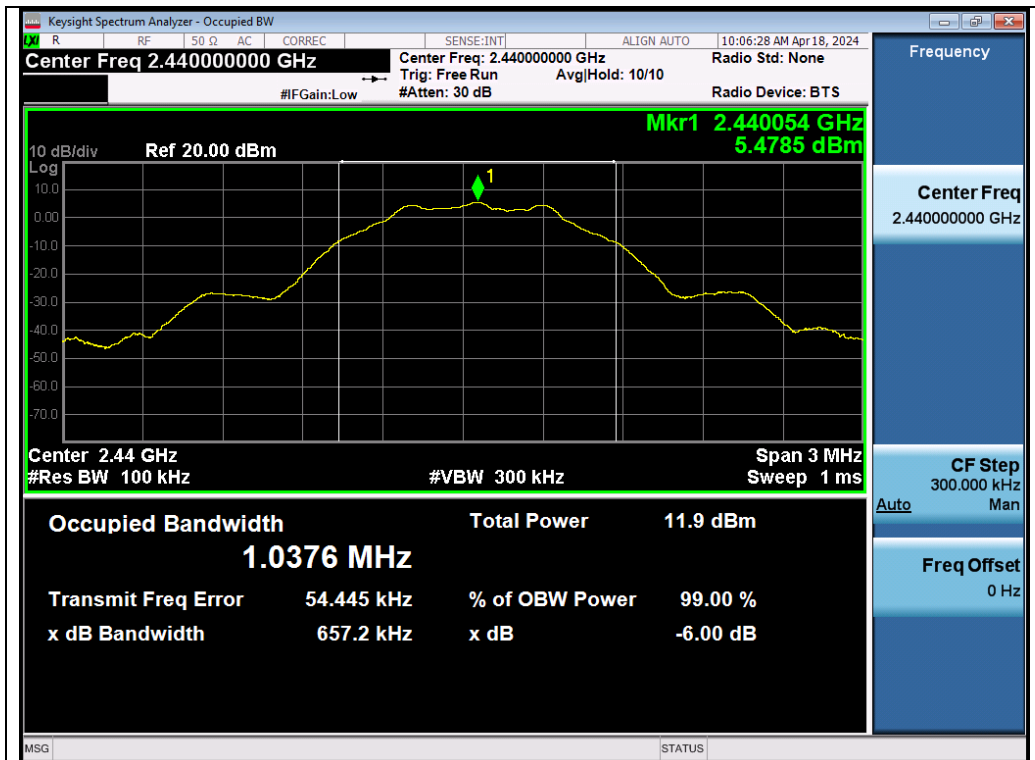 Keysight Spectrum Analyzer - Occupied BW
LXI R RF 50 Ω AC CORREC SENSE:INT ALIGN AUTO 10:06:28 AM Apr 18, 2024
Center Freq 2.440000000 GHz
Center Freq: 2.440000000 GHz Radio Std: None
Trig: Free Run Avg|Hold: 10/10
#IFGain:Low #Atten: 30 dB Radio Device: BTS
Mkr1 2.440054 GHz
10 dB/div Ref 20.00 dBm 5.4785 dBm
Log
10.0
1
0.00
-10.0
-20.0
-30.0
-40.0
-50.0
-60.0
-70.0
Center 2.44 GHz Span 3 MHz
#Res BW 100 kHz #VBW 300 kHz Sweep 1 ms
Occupied Bandwidth Total Power 11.9 dBm
1.0376 MHz
Transmit Freq Error 54.445 kHz % of OBW Power 99.00 %
x dB Bandwidth 657.2 kHz x dB -6.00 dB
Frequency
Center Freq
2.440000000 GHz
CF Step
300.000 kHz
Auto Man
Freq Offset
0 Hz
MSG STATUS